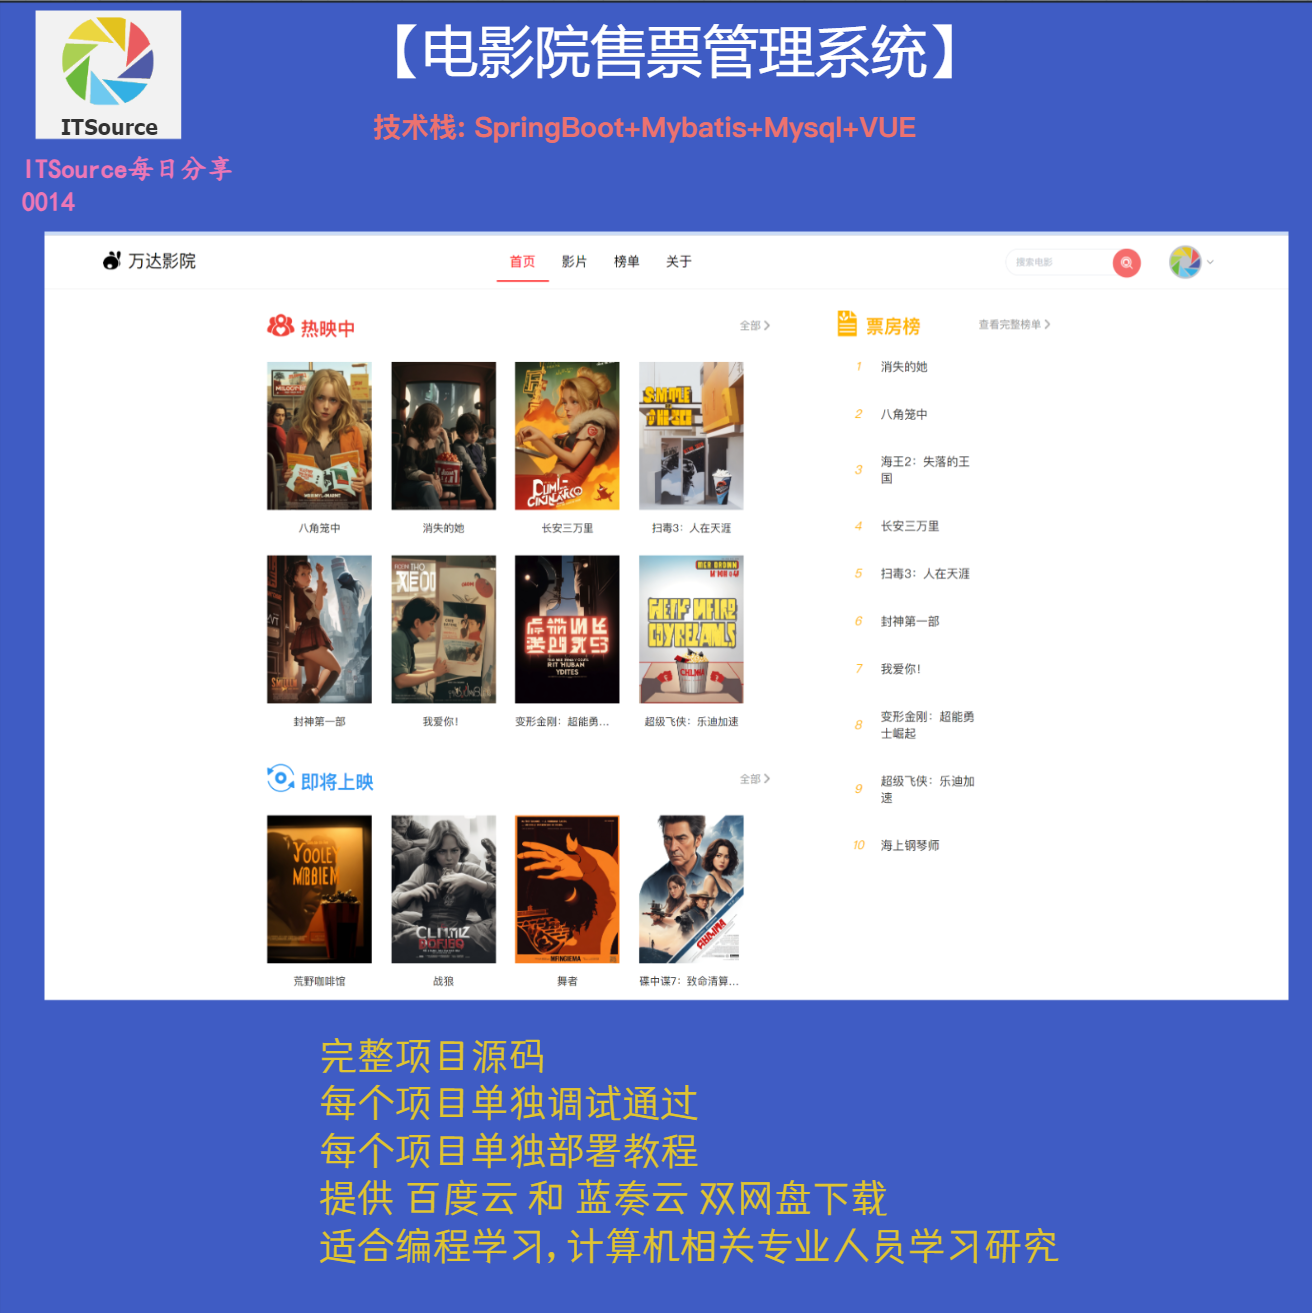 【电影院售票管理系统】
ITSource
技术栈: SpringBoot+Mybatis+Mysql+VUE
ITSource每日分享
0014
万达影院
首页 影片 榜单 关于
搜索电影
热映中
全部
八角笼中
消失的她
长安三万里
扫毒3：人在天涯
封神第一部
我爱你！
变形金刚：超能勇...
超级飞侠：乐迪加速
即将上映
全部
荒野咖啡馆
战狼
舞者
碟中谍7：致命清算...
票房榜
查看完整榜单
1 消失的她
2 八角笼中
3 海王2：失落的王
国
4 长安三万里
5 扫毒3：人在天涯
6 封神第一部
7 我爱你！
8 变形金刚：超能勇
士崛起
9 超级飞侠：乐迪加
速
10 海上钢琴师
完整项目源码
每个项目单独调试通过
每个项目单独部署教程
提供 百度云 和 蓝奏云 双网盘下载
适合编程学习, 计算机相关专业人员学习研究